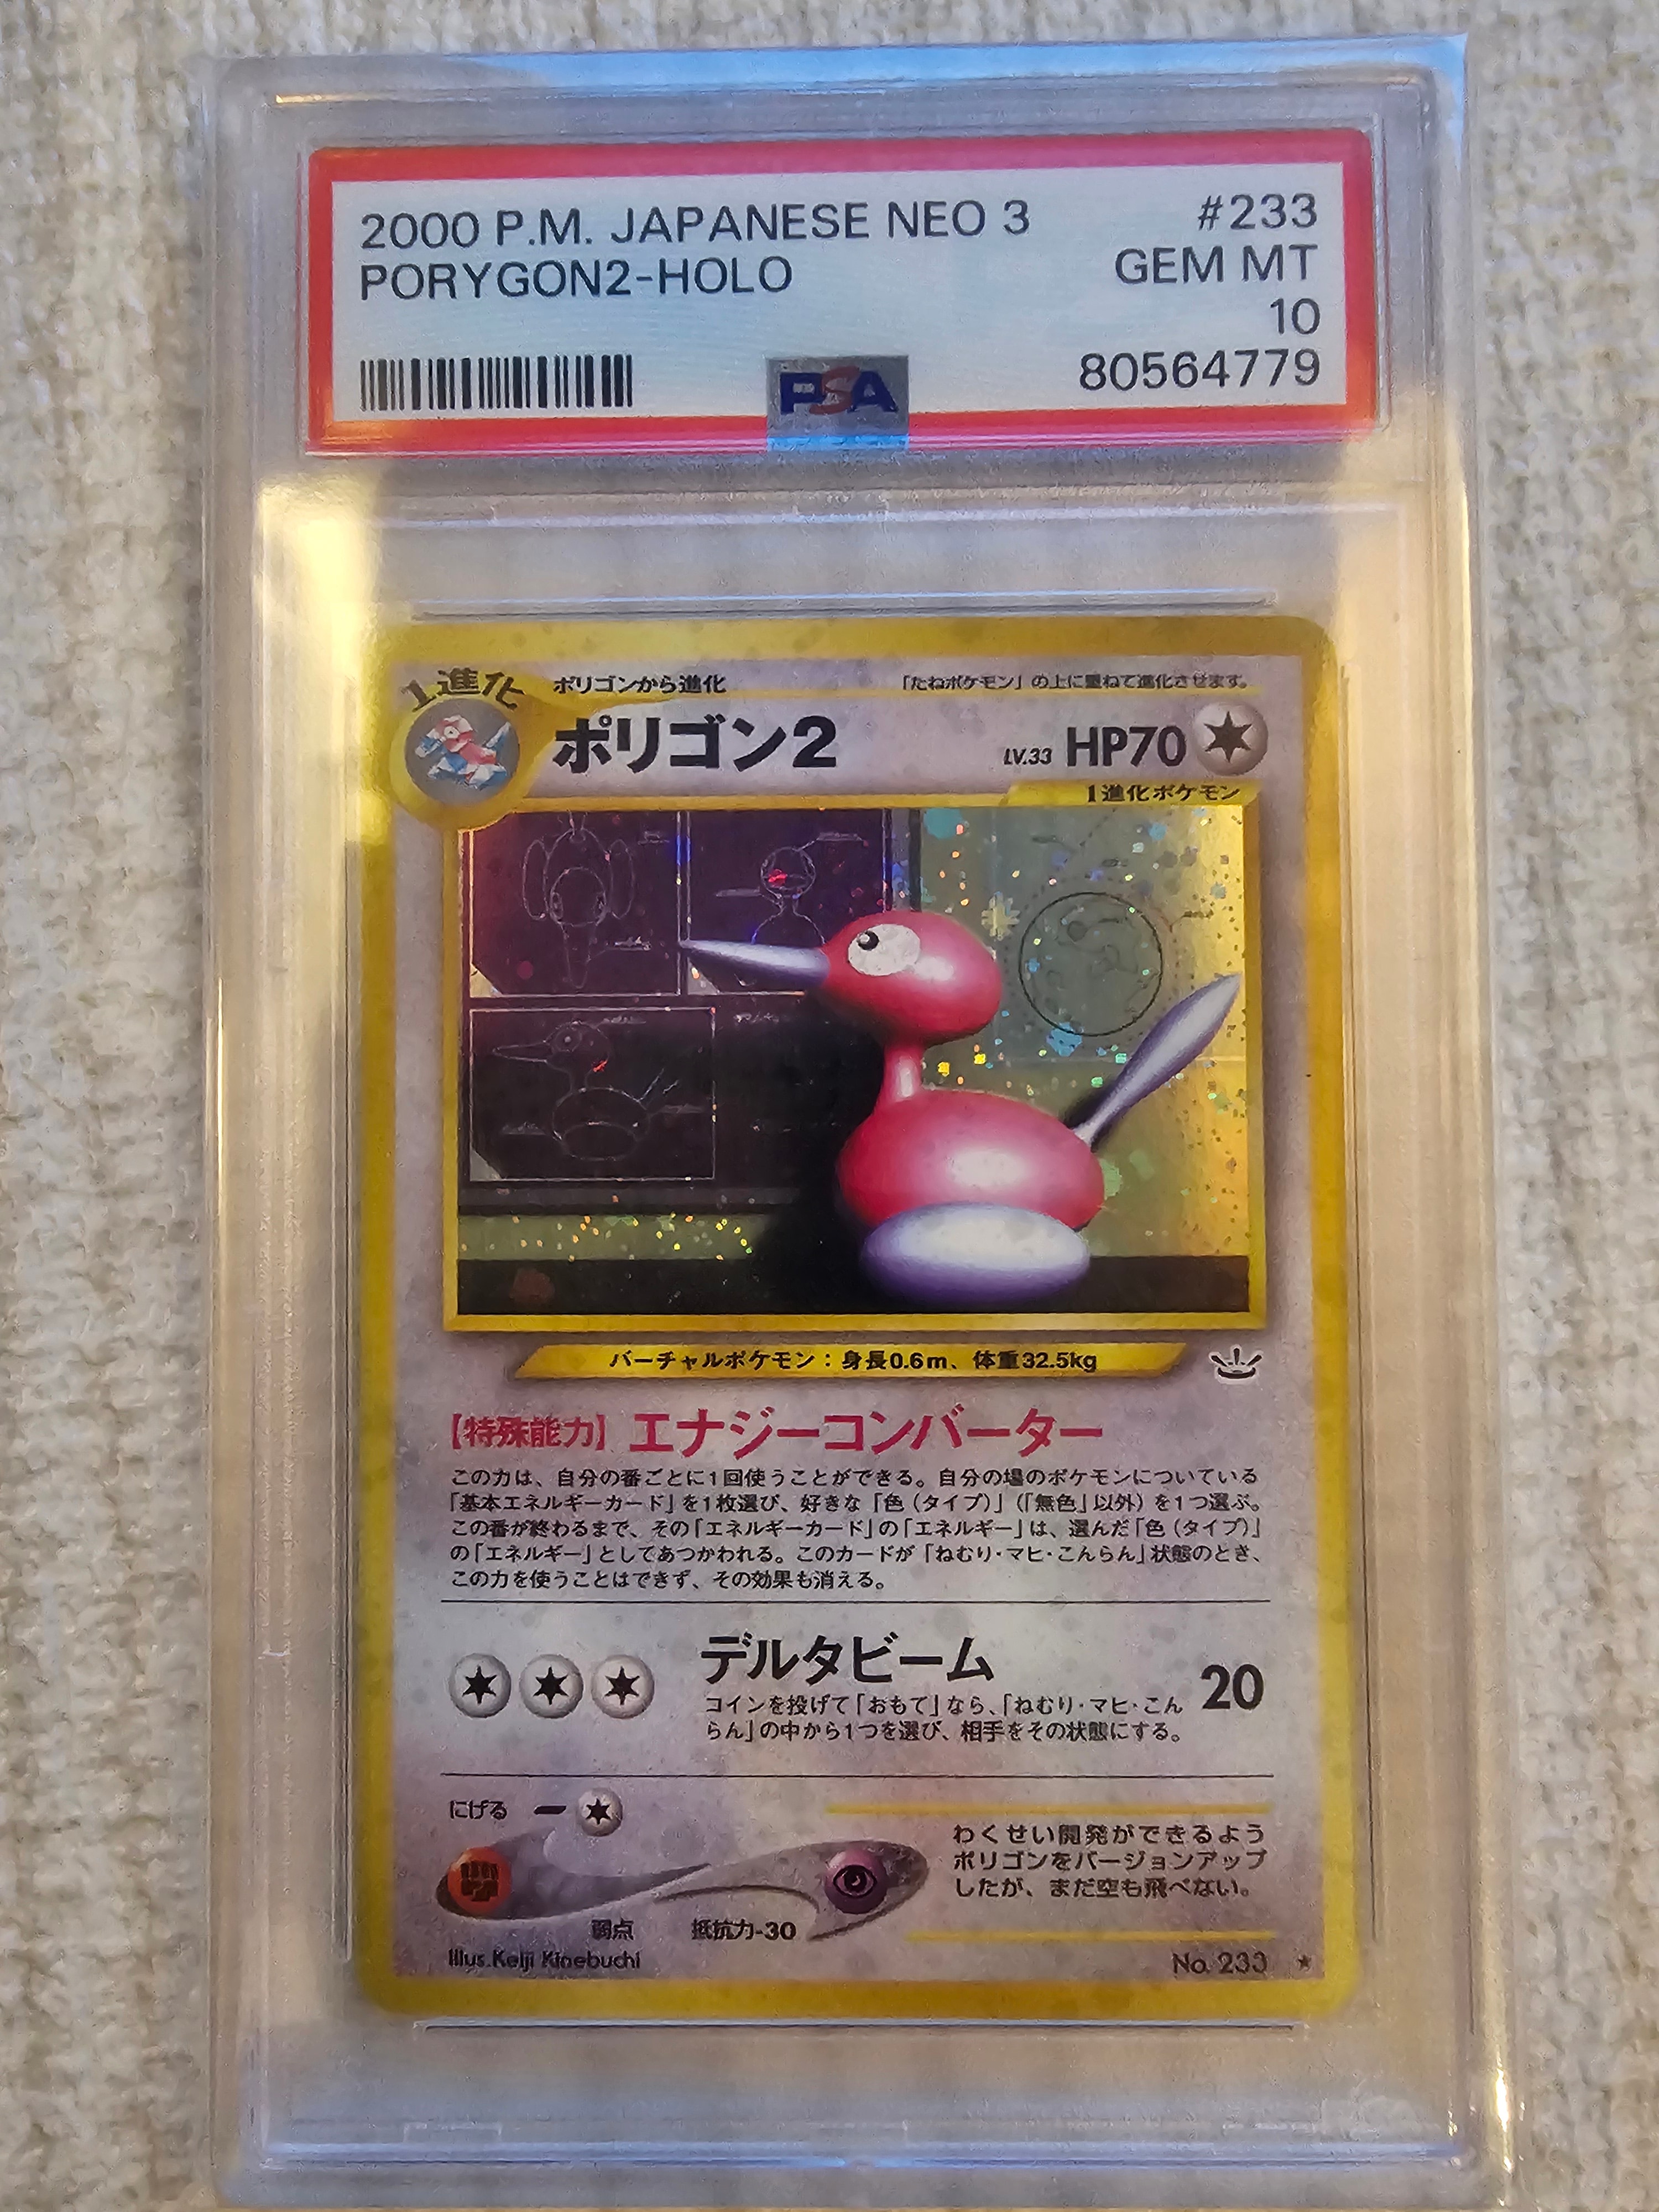 2000 P.M. JAPANESE NEO 3 #233
PORYGON2-HOLO GEM MT
10
PSA 80564779
1進化 ポリゴンから進化 「たねポケモン」の上に重ねて進化させます。
ポリゴン2 LV.33 HP70
1進化ポケモン
バーチャルポケモン：身長0.6m、体重32.5kg
【特殊能力】エナジーコンバーター
この力は、自分の番ごとに1回使うことができる。自分の場のポケモンについている
「基本エネルギーカード」を1枚選び、好きな「色（タイプ）」（「無色」以外）を1つ選ぶ。
この番が終わるまで、その「エネルギーカード」の「エネルギー」は、選んだ「色（タイプ）」
の「エネルギー」としてあつかわれる。このカードが「ねむり・マヒ・こんらん」状態のとき、
この力を使うことはできず、その効果も消える。
デルタビーム 20
コインを投げて「おもて」なら、「ねむり・マヒ・こん
らん」の中から1つを選び、相手をその状態にする。
にげる
わくせい開発ができるよう
ポリゴンをバージョンアップ
したが、まだ空も飛べない。
弱点 抵抗力-30
Illus.Keiji Kinebuchi No. 233 ★